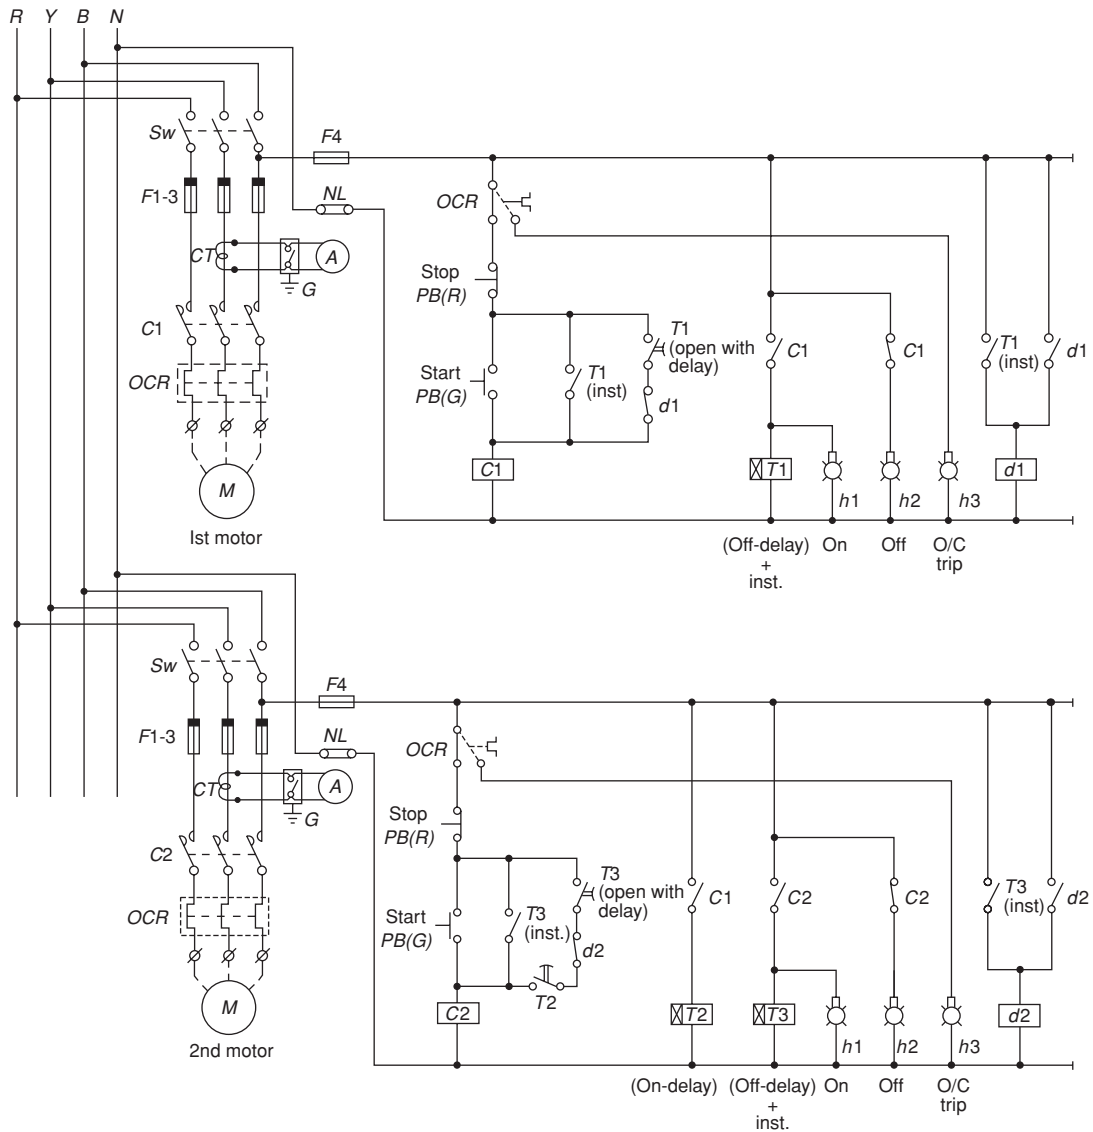 R Y B N
Sw
F4
F1-3
NL
OCR
CT
A
G
Stop
PB(R)
C1
T1
(open with
delay)
C1
C1
T1
(inst)
d1
OCR
Start
PB(G)
T1
(inst)
d1
C1
T1
d1
M
h1
h2
h3
Ist motor
(Off-delay)
+
inst.
On
Off
O/C
trip
Sw
F4
F1-3
NL
OCR
CT
A
G
Stop
PB(R)
C2
T3
(open with
delay)
C1
C2
C2
T3
(inst)
d2
OCR
Start
PB(G)
T3
(inst.)
d2
T2
M
C2
T2
T3
d2
h1
h2
h3
2nd motor
(On-delay)
(Off-delay)
+
inst.
On
Off
O/C
trip